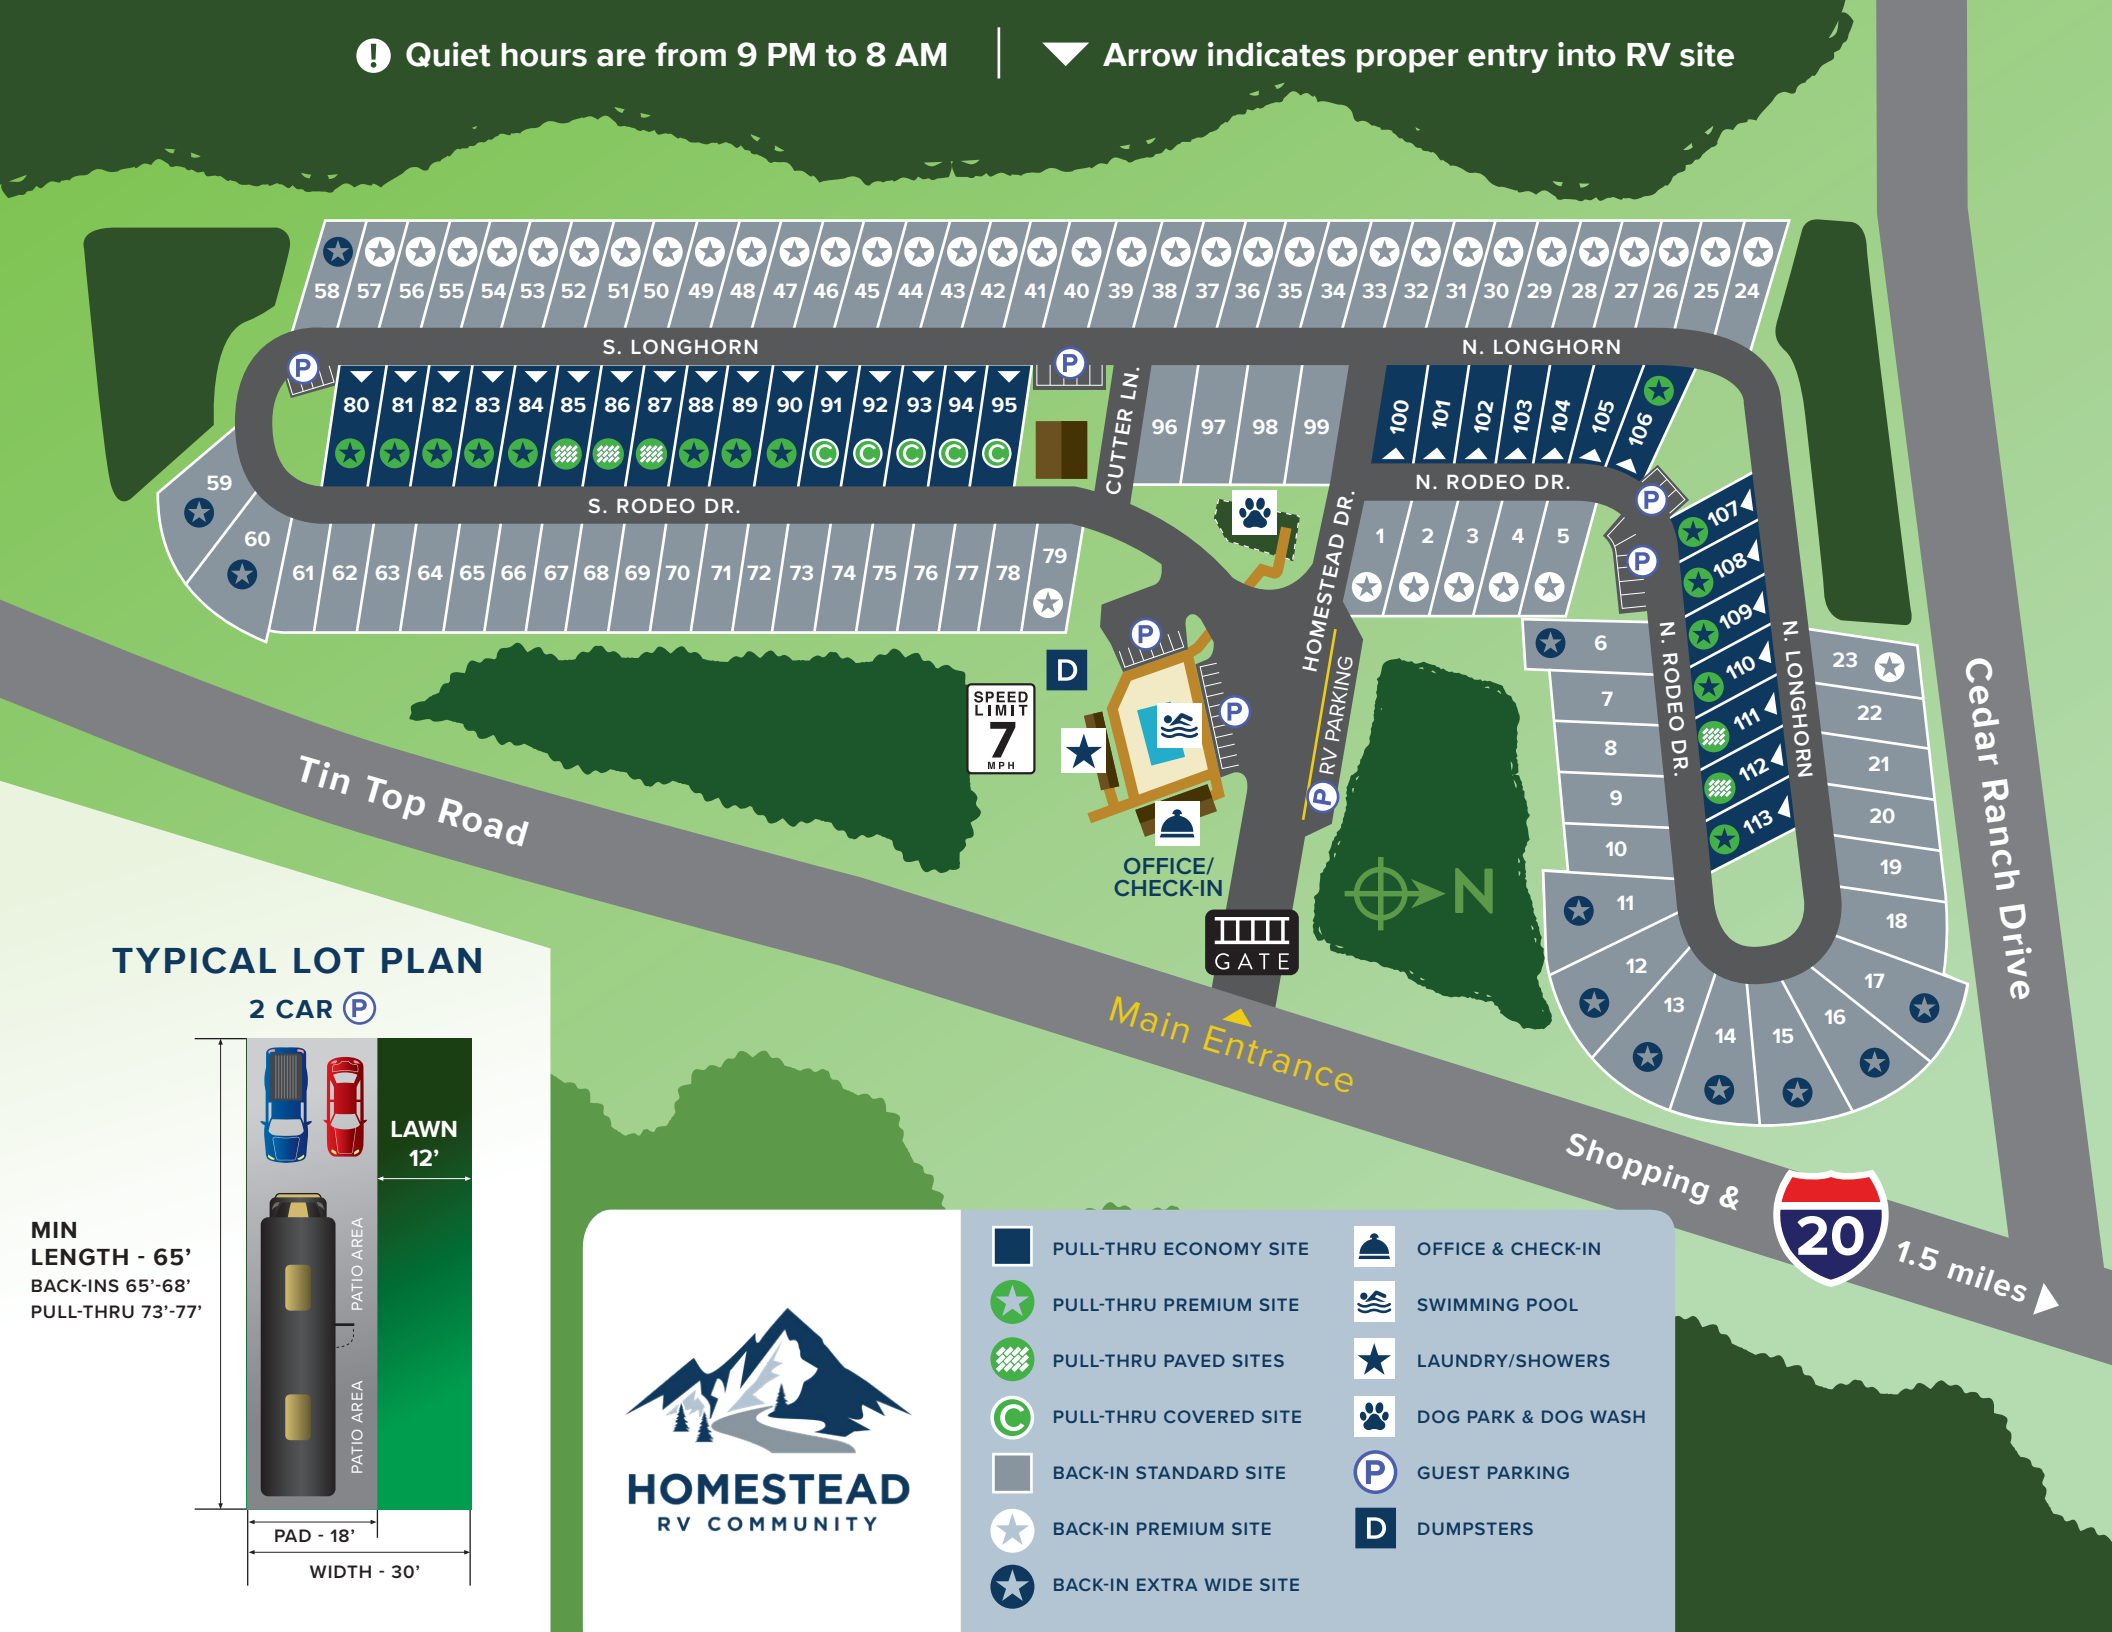 ! Quiet hours are from 9 PM to 8 AM
Arrow indicates proper entry into RV site
58 57 56 55 54 53 52 51 50 49 48 47 46 45 44 43 42 41 40 39 38 37 36 35 34 33 32 31 30 29 28 27 26 25 24
S. LONGHORN
N. LONGHORN
P
P
80 81 82 83 84 85 86 87 88 89 90 91 92 93 94 95
C C C C C
CUTTER LN.
96 97 98 99
100 101 102 103 104 105 106
59
60
S. RODEO DR.
N. RODEO DR.
P
P
61 62 63 64 65 66 67 68 69 70 71 72 73 74 75 76 77 78 79
HOMESTEAD DR.
1 2 3 4 5
107
108
109
110
111
112
113
N. RODEO DR.
N. LONGHORN
6
7
8
9
10
11
12
13
14
15
16
17
18
19
20
21
22
23
P
P
D
SPEED
LIMIT
7
MPH
P RV PARKING
OFFICE/
CHECK-IN
GATE
N
Tin Top Road
Cedar Ranch Drive
Main Entrance
Shopping &
20
1.5 miles
TYPICAL LOT PLAN
2 CAR P
LAWN
12’
MIN
LENGTH - 65’
BACK-INS 65’-68’
PULL-THRU 73’-77’
PATIO AREA
PATIO AREA
PAD - 18’
WIDTH - 30’
HOMESTEAD
RV COMMUNITY
PULL-THRU ECONOMY SITE
PULL-THRU PREMIUM SITE
PULL-THRU PAVED SITES
C PULL-THRU COVERED SITE
BACK-IN STANDARD SITE
BACK-IN PREMIUM SITE
BACK-IN EXTRA WIDE SITE
OFFICE & CHECK-IN
SWIMMING POOL
LAUNDRY/SHOWERS
DOG PARK & DOG WASH
P GUEST PARKING
D DUMPSTERS